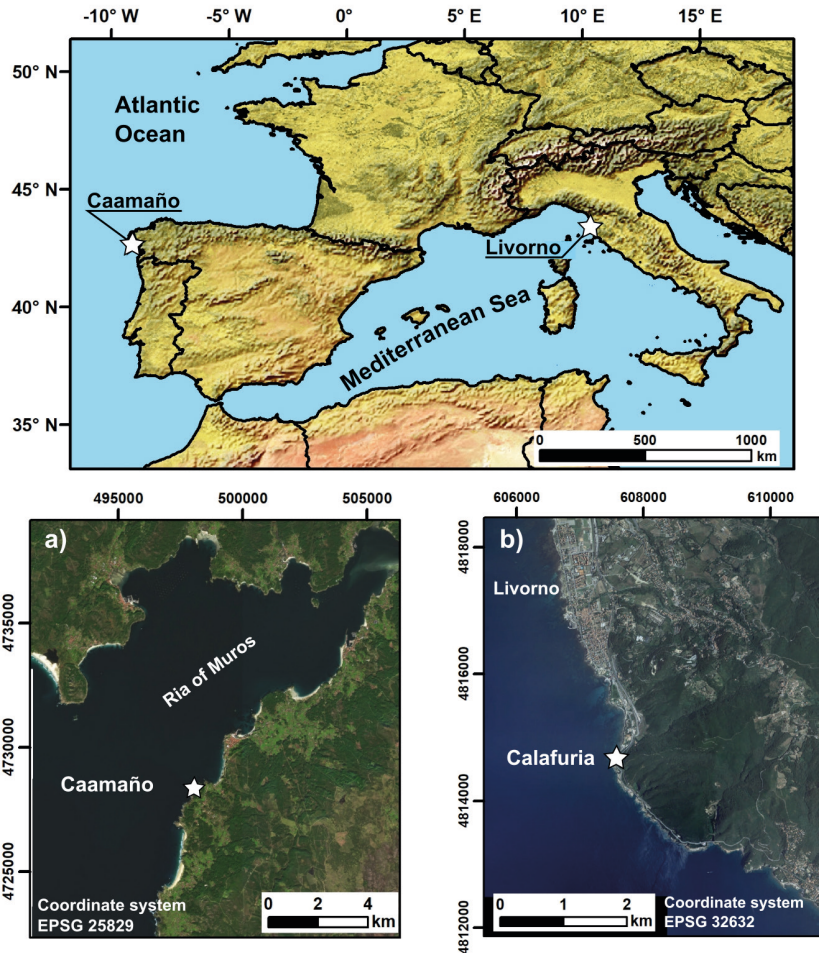 -10° W -5° W 0° 5° E 10° E 15° E
50° N
45° N
40° N
35° N
Atlantic
Ocean
Caamaño
Livorno
Mediterranean Sea
0 500 1000
km
495000 500000 505000
4735000
4730000
4725000
a)
Ria of Muros
Caamaño
Coordinate system
EPSG 25829
0 2 4
km
606000 608000 610000
4818000
4816000
4814000
4812000
b)
Livorno
Calafuria
0 1 2
km
Coordinate system
EPSG 32632